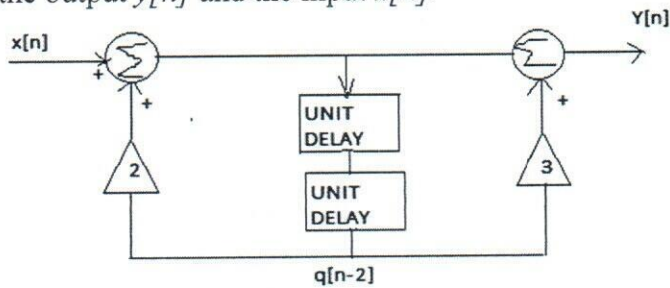 the output y[n] and the input x[n].
x[n]
Y[n]
+
+
+
UNIT
DELAY
2
3
UNIT
DELAY
q[n-2]